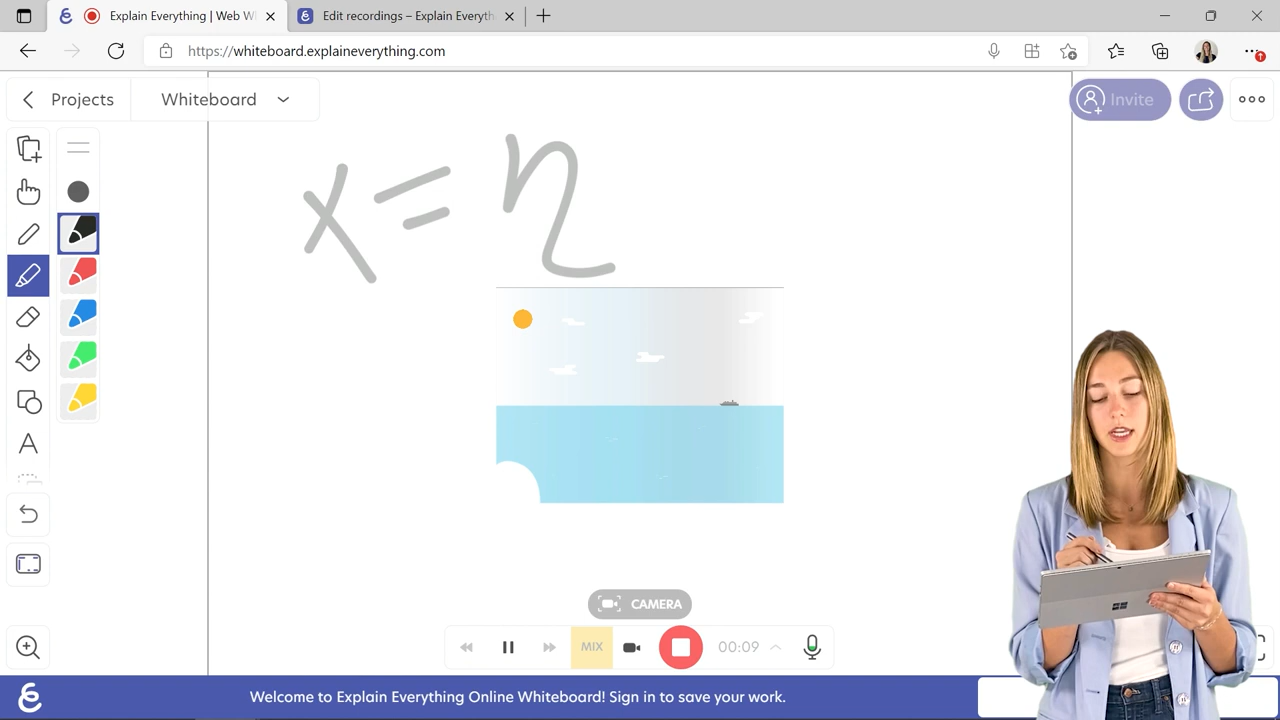 Explain Everything | Web W
Edit recordings – Explain Everyth
https://whiteboard.explaineverything.com
Projects
Whiteboard
Invite
A
CAMERA
MIX
00:09
Welcome to Explain Everything Online Whiteboard! Sign in to save your work.